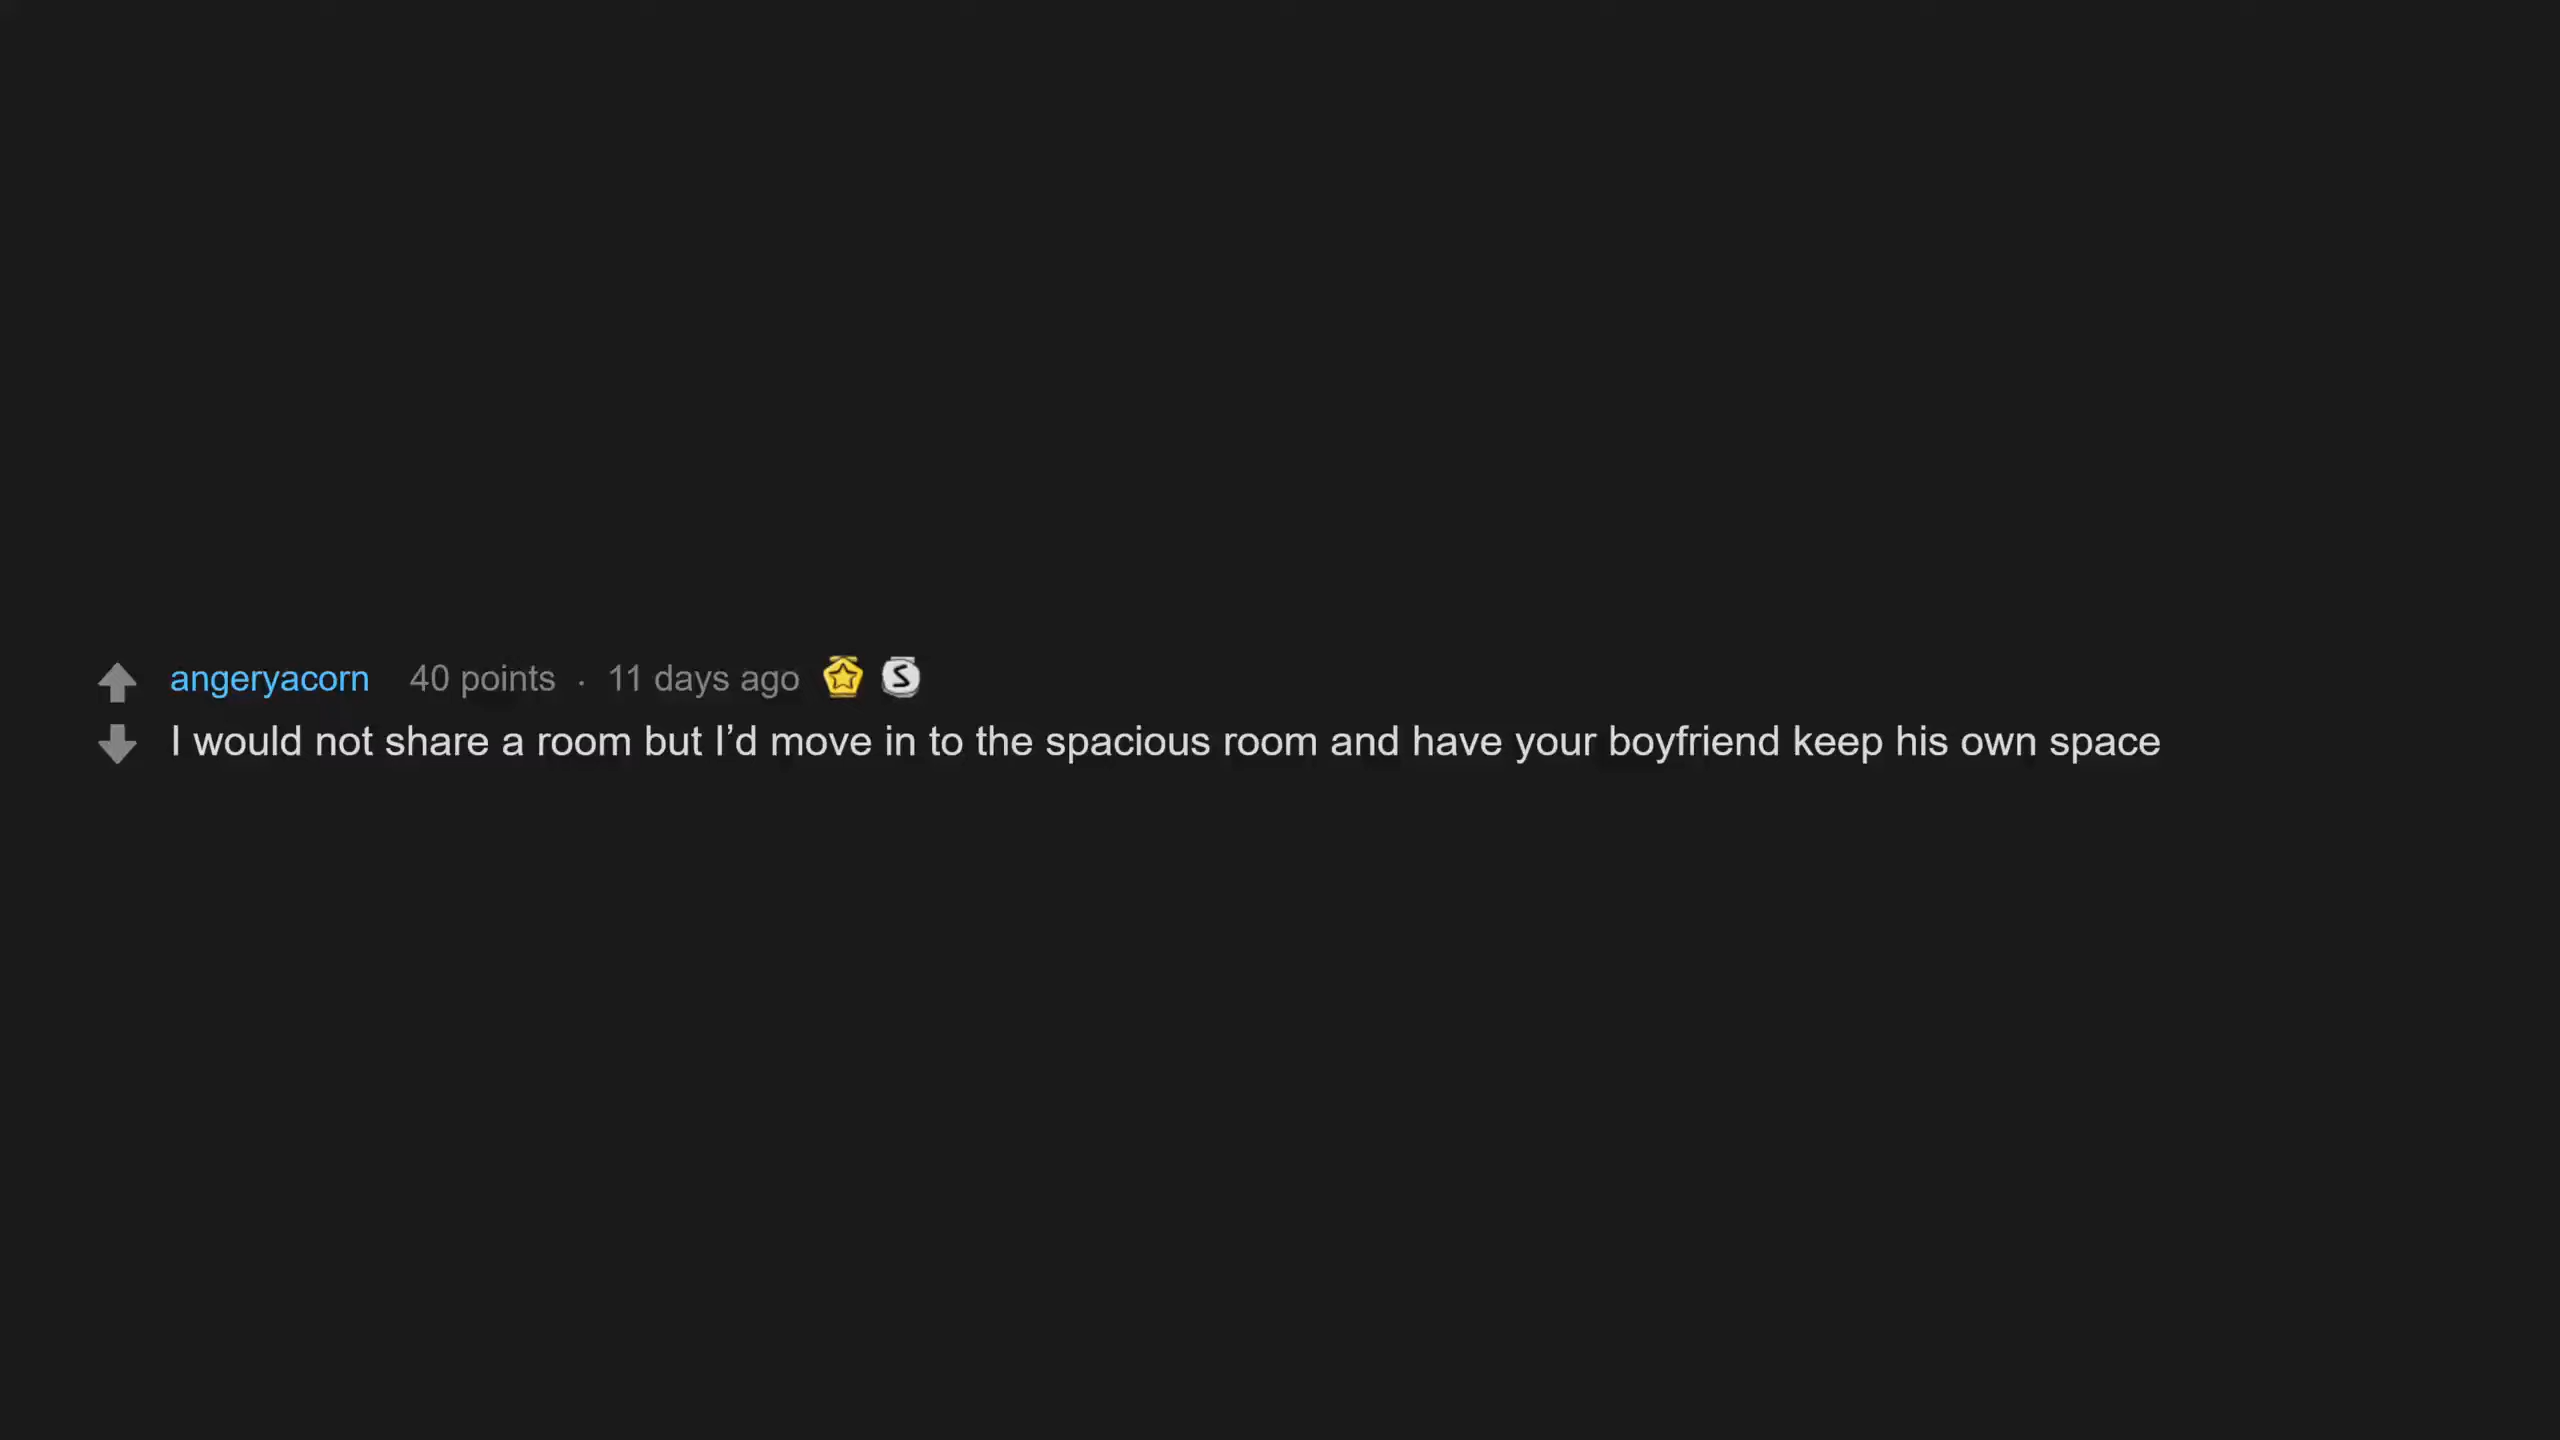 angeryacorn 40 points · 11 days ago S
I would not share a room but I’d move in to the spacious room and have your boyfriend keep his own space